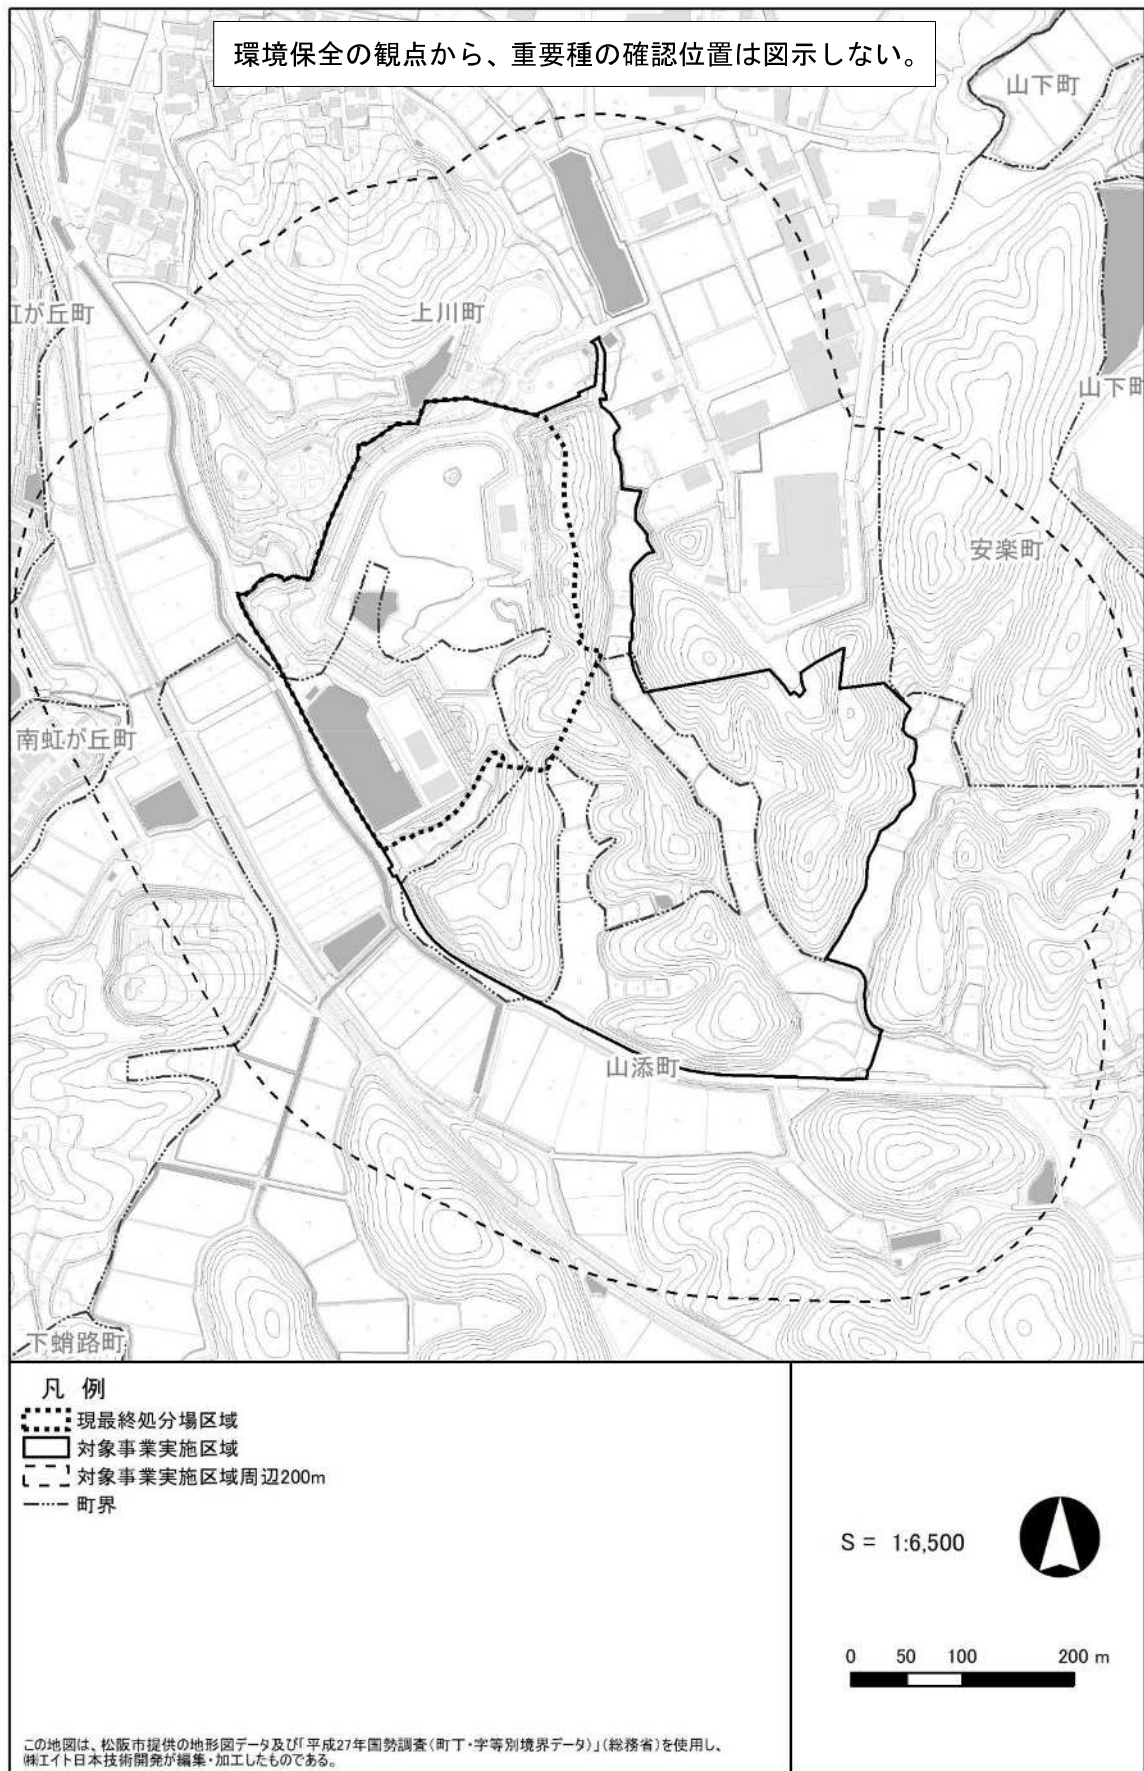 環境保全の観点から、重要種の確認位置は図示しない。
山下町
虹が丘町
上川町
山下町
安楽町
南虹が丘町
山添町
下蛸路町
凡 例
現最終処分場区域
対象事業実施区域
対象事業実施区域周辺200m
町界
S = 1:6,500
0 50 100 200 m
この地図は、松阪市提供の地形図データ及び「平成27年国勢調査(町丁・字等別境界データ)」(総務省)を使用し、
㈱エイト日本技術開発が編集・加工したものである。